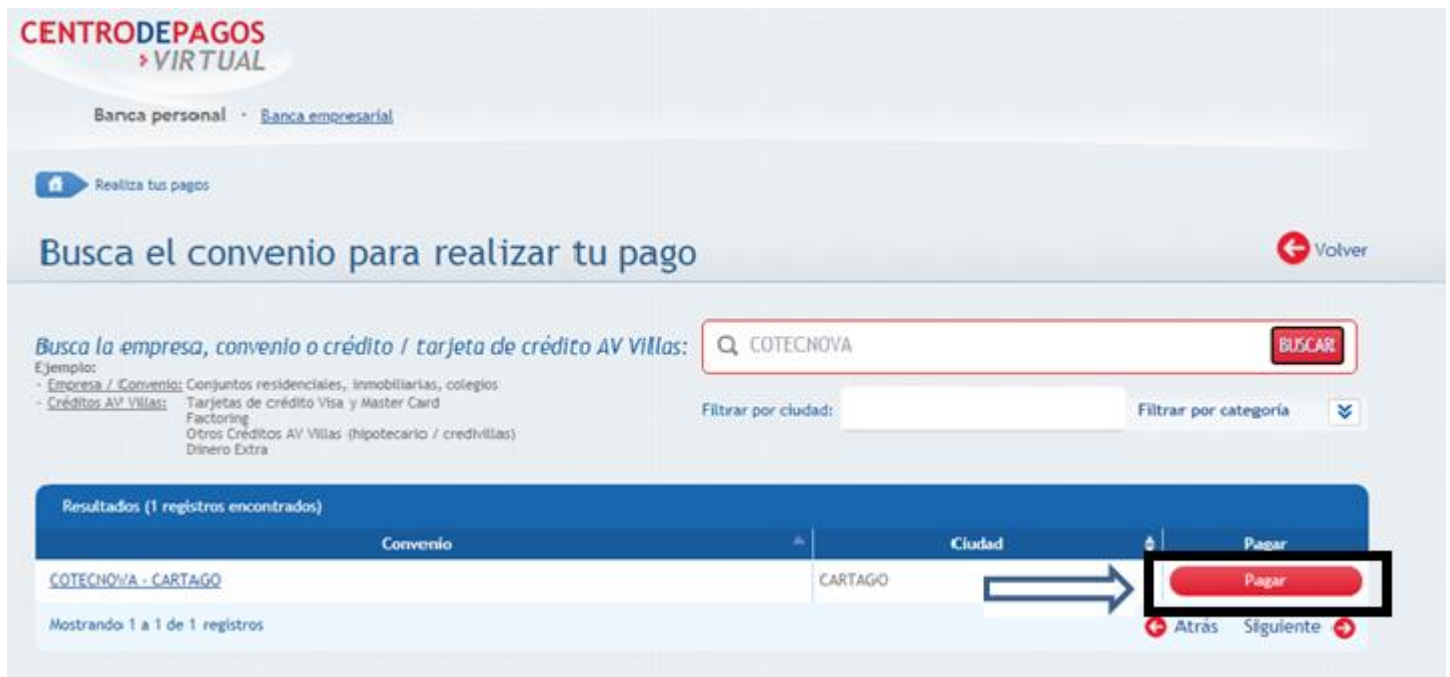 CENTRODEPAGOS
VIRTUAL
Banca personal · Banca empresarial
Realiza tus pagos
Busca el convenio para realizar tu pago
Volver
Busca la empresa, convenio o crédito / tarjeta de crédito AV Villas:
COTECNOVA
BUSCAR
Ejemplo:
- Empresa / Convenio: Conjuntos residenciales, inmobiliarias, colegios
- Créditos AV Villas: Tarjetas de crédito Visa y Master Card
Factoring
Otros Créditos AV Villas (hipotecario / credivillas)
Dinero Extra
Filtrar por ciudad:
Filtrar por categoría
Resultados (1 registros encontrados)
Convenio Ciudad Pagar
COTECNOVA - CARTAGO CARTAGO Pagar
Mostrando 1 a 1 de 1 registros
Atrás Siguiente